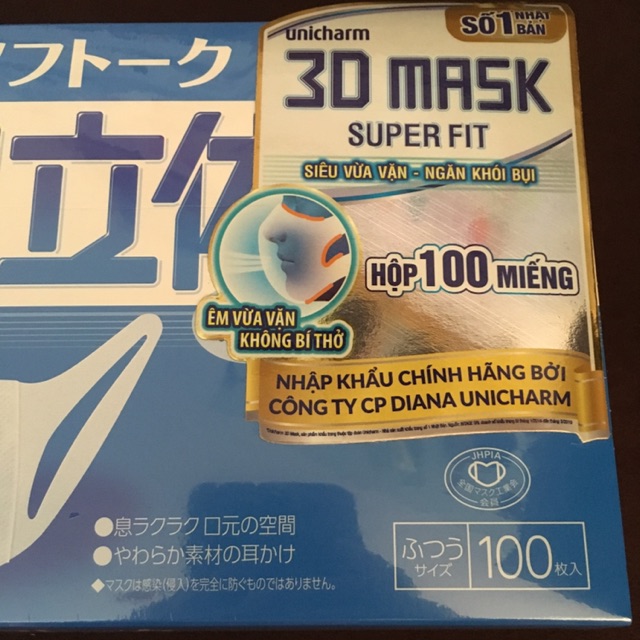 unicharm
SỐ 1 NHẬT BẢN
フトーク
3D MASK
SUPER FIT
SIÊU VỪA VẶN - NGĂN KHÓI BỤI
立体
HỘP 100 MIẾNG
ÊM VỪA VẶN
KHÔNG BÍ THỞ
NHẬP KHẨU CHÍNH HÃNG BỞI
CÔNG TY CP DIANA UNICHARM
JHPIA
全国マスク工業会
会員
●息ラクラク 口元の空間
●やわらか素材の耳かけ
◆マスクは感染(侵入)を完全に防ぐものではありません。
ふつう
サイズ
100枚入